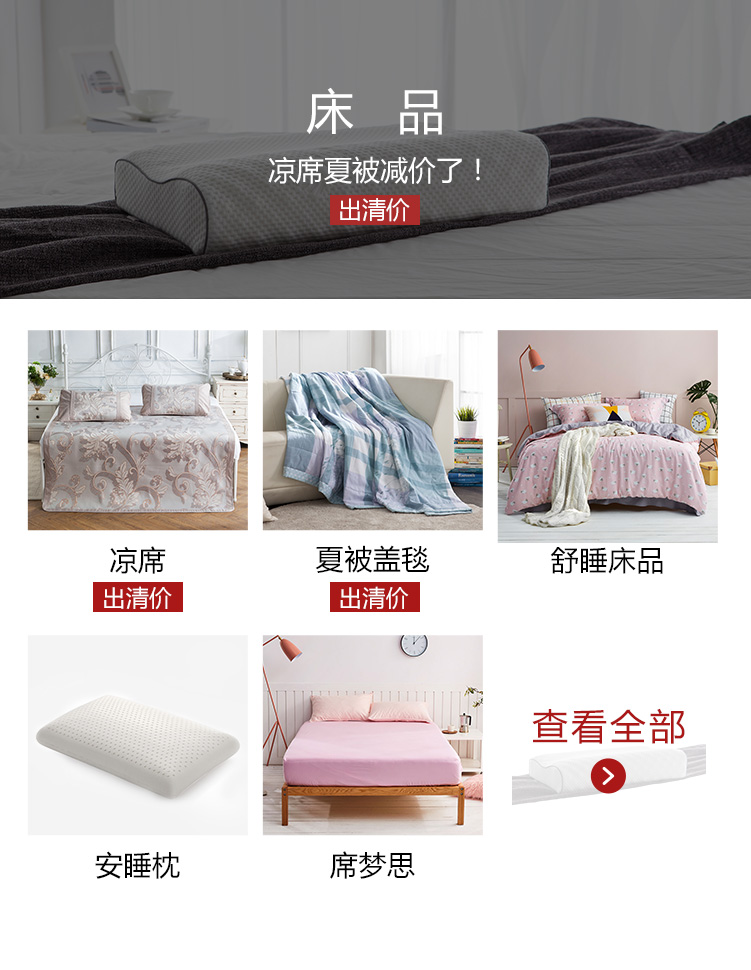 床 品
凉席夏被减价了！
出清价
凉席
夏被盖毯
舒睡床品
出清价
出清价
安睡枕
席梦思
查看全部